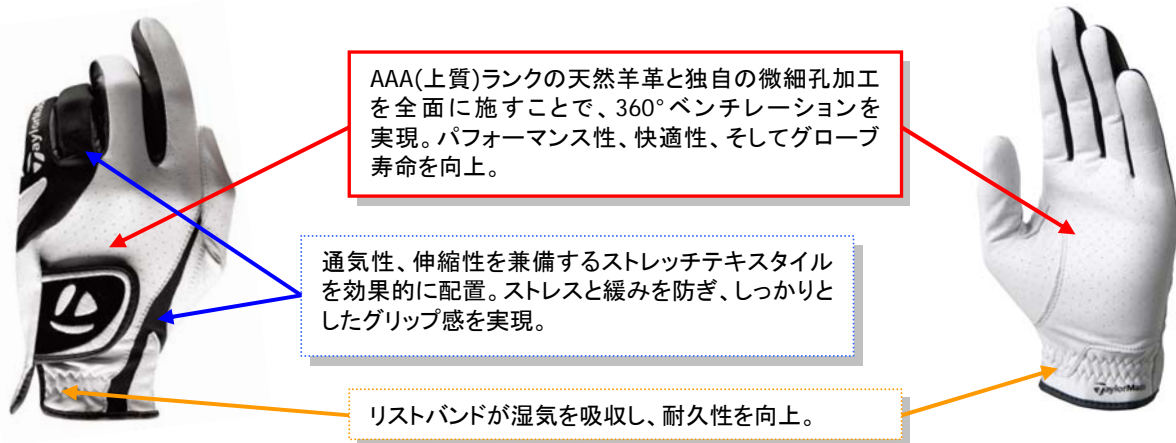 AAA(上質)ランクの天然羊革と独自の微細孔加工
を全面に施すことで、360°ベンチレーションを
実現。パフォーマンス性、快適性、そしてグローブ
寿命を向上。
通気性、伸縮性を兼備するストレッチテキスタイル
を効果的に配置。ストレスと緩みを防ぎ、しっかりと
したグリップ感を実現。
リストバンドが湿気を吸収し、耐久性を向上。
TaylorMade